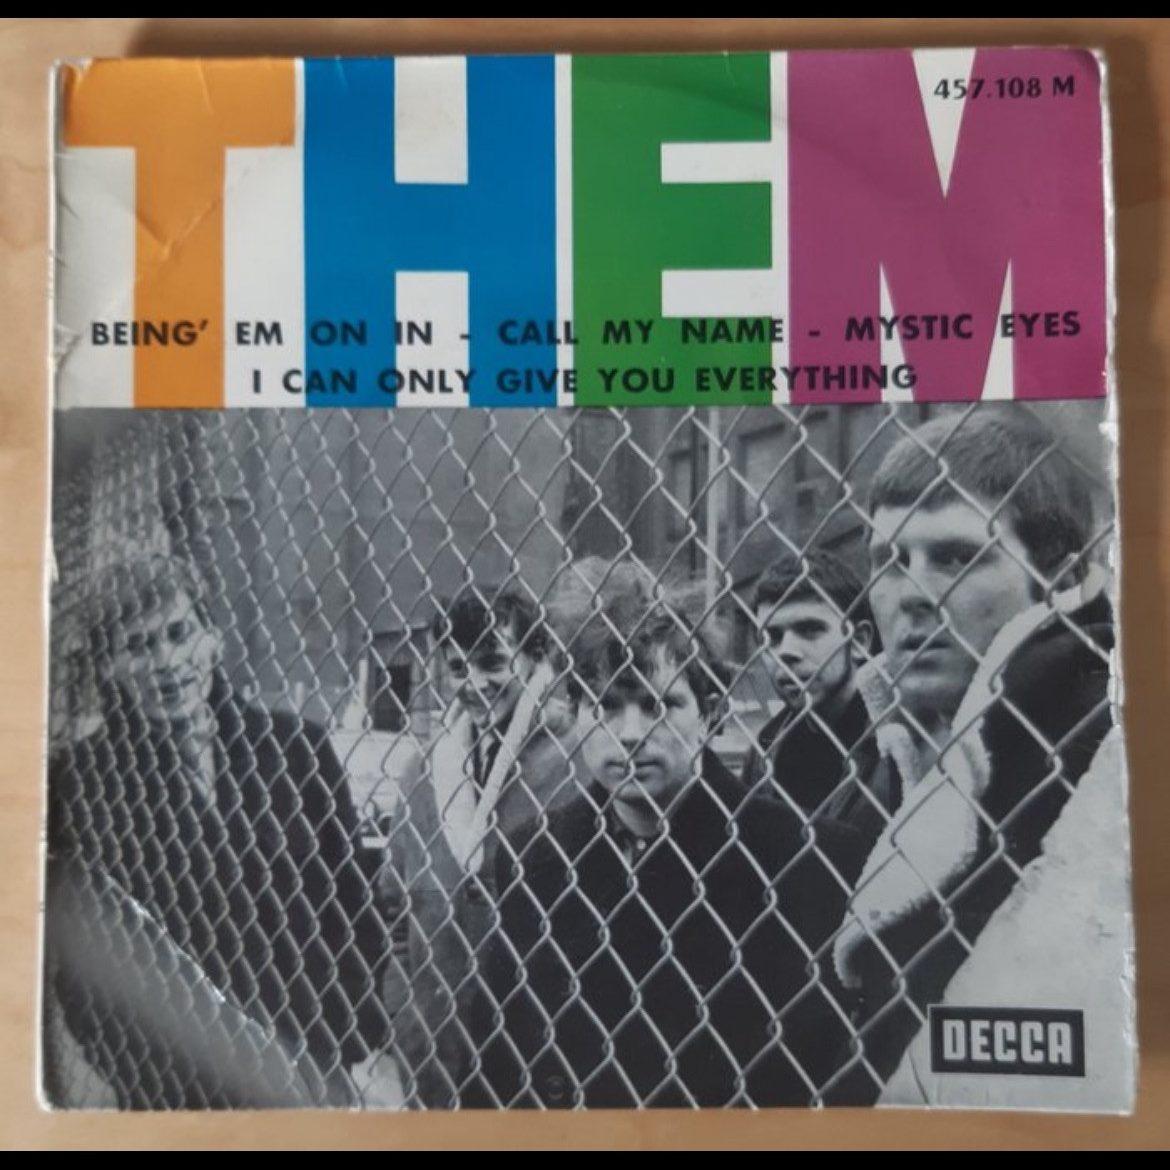 THEM
457.108 M
BEING' EM ON IN - CALL MY NAME - MYSTIC EYES
I CAN ONLY GIVE YOU EVERYTHING
DECCA